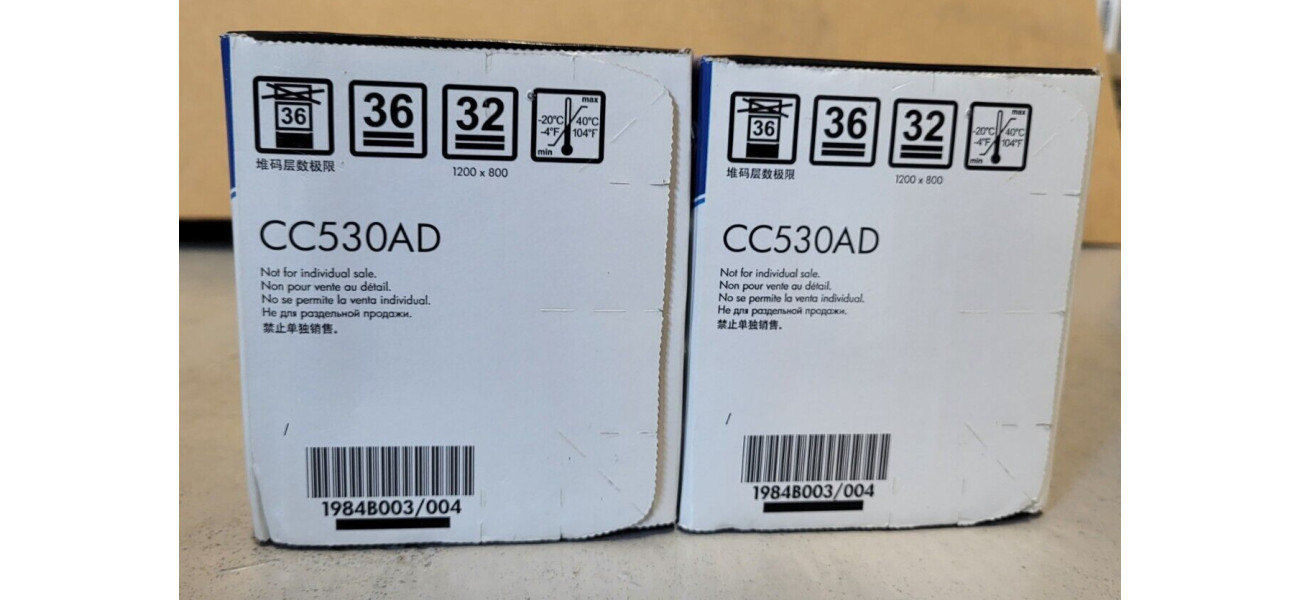 36
36
32
max
-20°C
40°C
-4°F
104°F
min
堆码层数极限
1200 x 800
CC530AD
Not for individual sale.
Non pour vente au détail.
No se permite la venta individual.
Не для раздельной продажи.
禁止单独销售。
/
1984B003/004
36
36
32
max
-20°C
40°C
-4°F
104°F
min
堆码层数极限
1200 x 800
CC530AD
Not for individual sale.
Non pour vente au détail.
No se permite la venta individual.
Не для раздельной продажи.
禁止单独销售。
/
1984B003/004